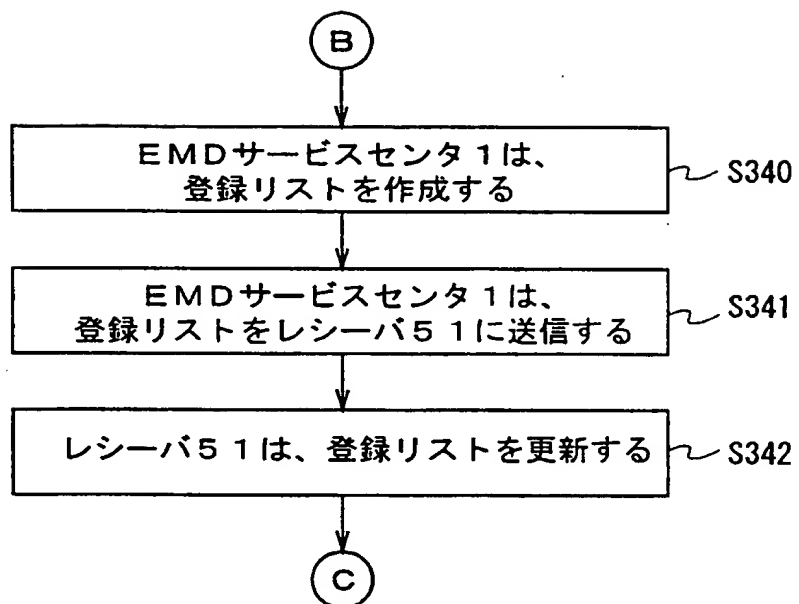 B
EMDサービスセンタ1は、
登録リストを作成する
S340
EMDサービスセンタ1は、
登録リストをレシーバ51に送信する
S341
レシーバ51は、登録リストを更新する
S342
C